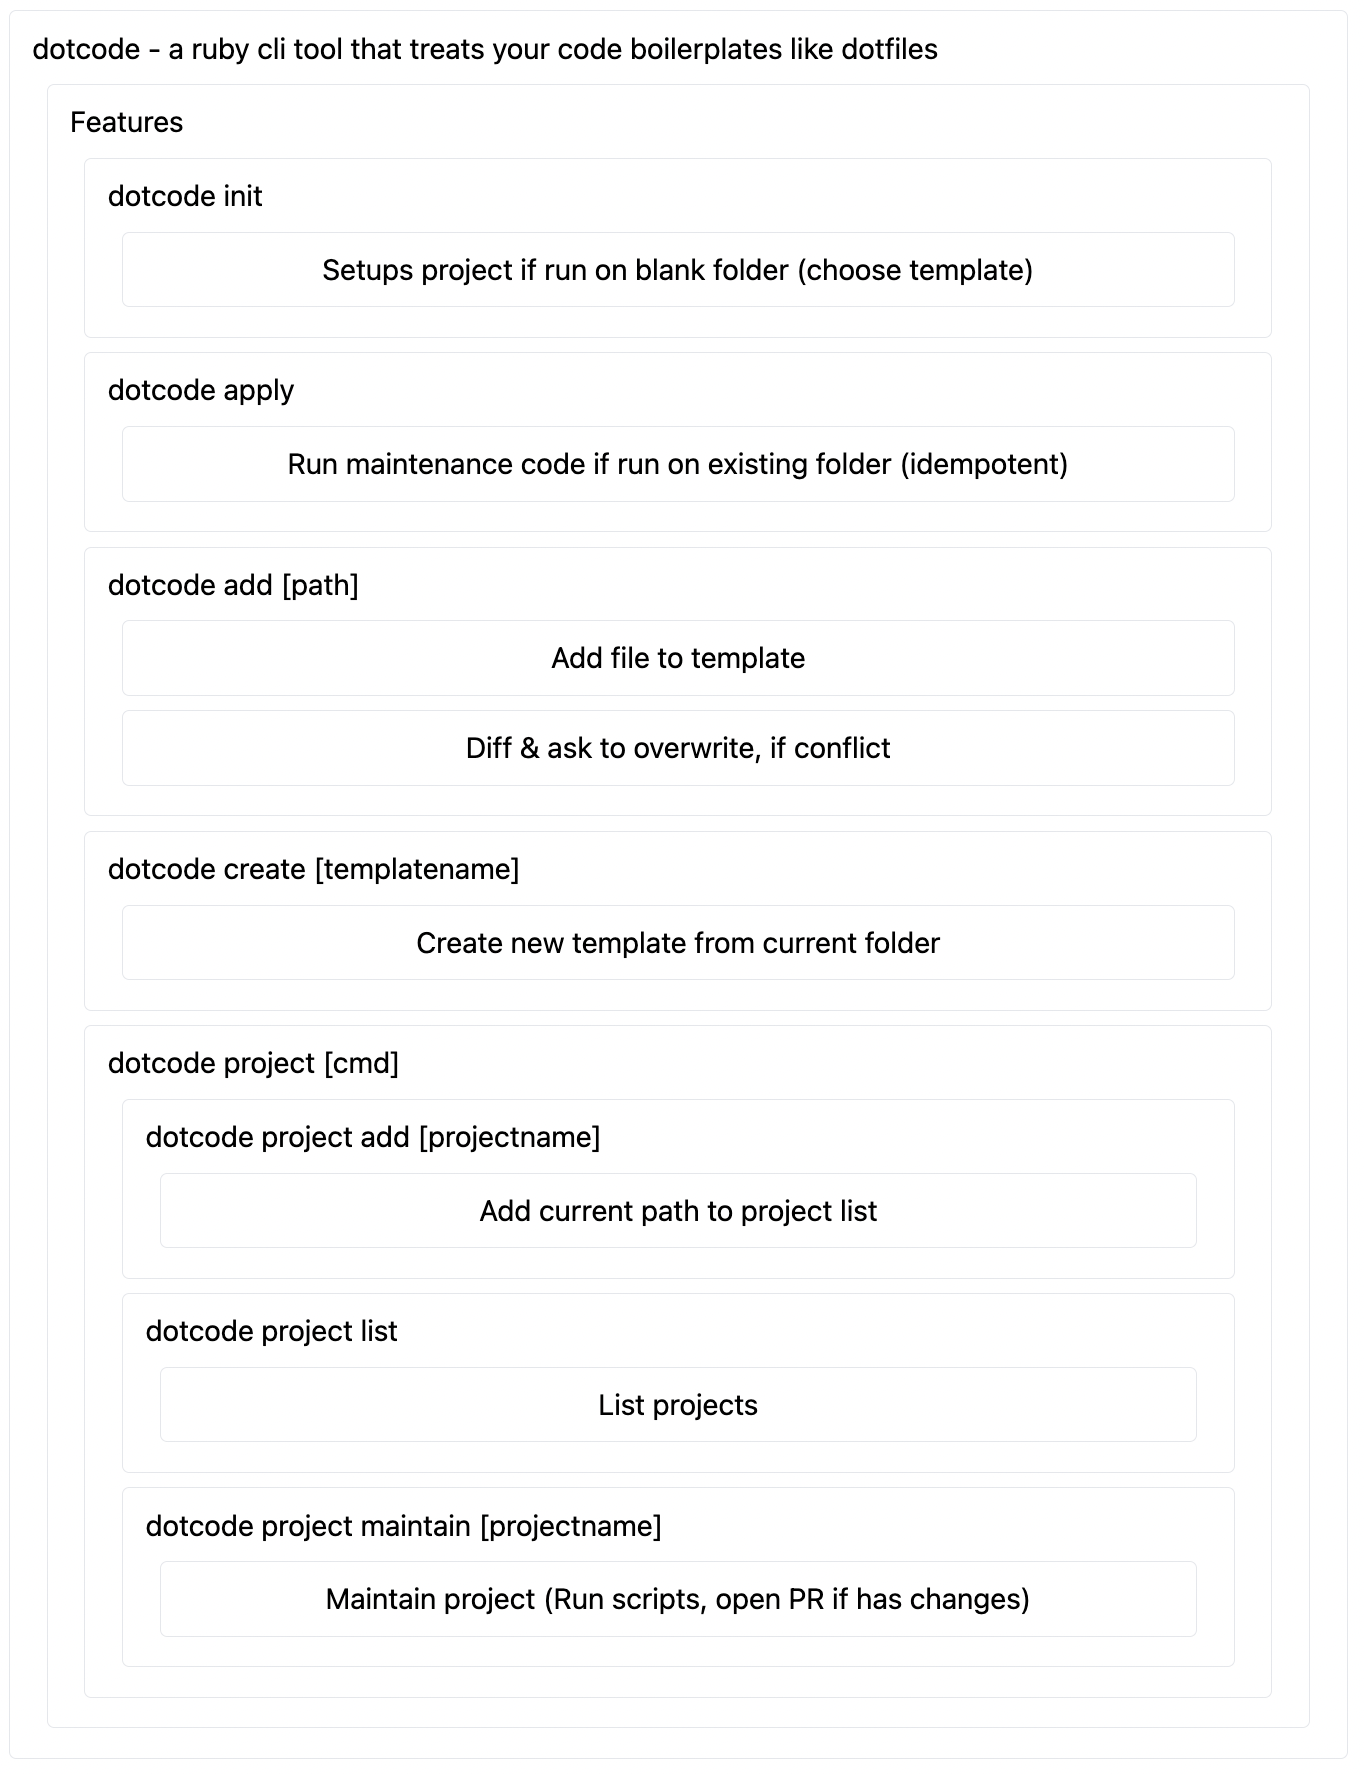 dotcode - a ruby cli tool that treats your code boilerplates like dotfiles
Features
dotcode init
Setups project if run on blank folder (choose template)
dotcode apply
Run maintenance code if run on existing folder (idempotent)
dotcode add [path]
Add file to template
Diff & ask to overwrite, if conflict
dotcode create [templatename]
Create new template from current folder
dotcode project [cmd]
dotcode project add [projectname]
Add current path to project list
dotcode project list
List projects
dotcode project maintain [projectname]
Maintain project (Run scripts, open PR if has changes)